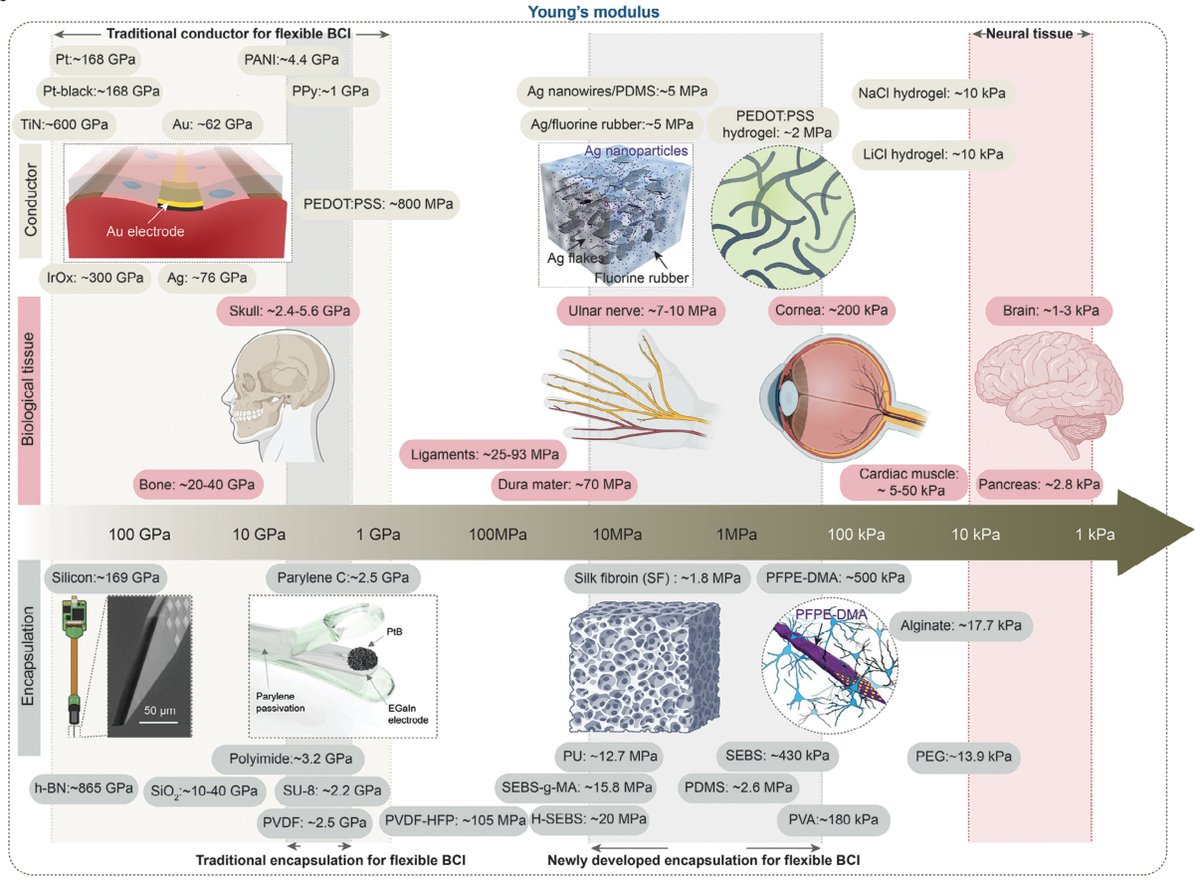 Young's modulus
Traditional conductor for flexible BCI
Neural tissue
Pt:~168 GPa
PANI:~4.4 GPa
Pt-black:~168 GPa
PPy:~1 GPa
Ag nanowires/PDMS:~5 MPa
NaCl hydrogel: ~10 kPa
TiN:~600 GPa
Au: ~62 GPa
Ag/fluorine rubber:~5 MPa
PEDOT:PSS
hydrogel: ~2 MPa
LiCl hydrogel: ~10 kPa
Conductor
Ag nanoparticles
Au electrode
PEDOT:PSS: ~800 MPa
Ag flakes
Fluorine rubber
IrOx: ~300 GPa
Ag: ~76 GPa
Skull: ~2.4-5.6 GPa
Ulnar nerve: ~7-10 MPa
Cornea: ~200 kPa
Brain: ~1-3 kPa
Biological tissue
Ligaments: ~25-93 MPa
Bone: ~20-40 GPa
Dura mater: ~70 MPa
Cardiac muscle:
~ 5-50 kPa
Pancreas: ~2.8 kPa
100 GPa
10 GPa
1 GPa
100MPa
10MPa
1MPa
100 kPa
10 kPa
1 kPa
Silicon:~169 GPa
Parylene C:~2.5 GPa
Silk fibroin (SF) : ~1.8 MPa
PFPE-DMA: ~500 kPa
Encapsulation
PFPE-DMA
Alginate: ~17.7 kPa
PtB
Parylene
passivation
EGaIn
electrode
50 µm
Polyimide:~3.2 GPa
PU: ~12.7 MPa
SEBS: ~430 kPa
PEG:~13.9 kPa
h-BN:~865 GPa
SiO2:~10-40 GPa
SU-8: ~2.2 GPa
SEBS-g-MA: ~15.8 MPa
PDMS: ~2.6 MPa
PVDF: ~2.5 GPa
PVDF-HFP: ~105 MPa
H-SEBS: ~20 MPa
PVA:~180 kPa
Traditional encapsulation for flexible BCI
Newly developed encapsulation for flexible BCI